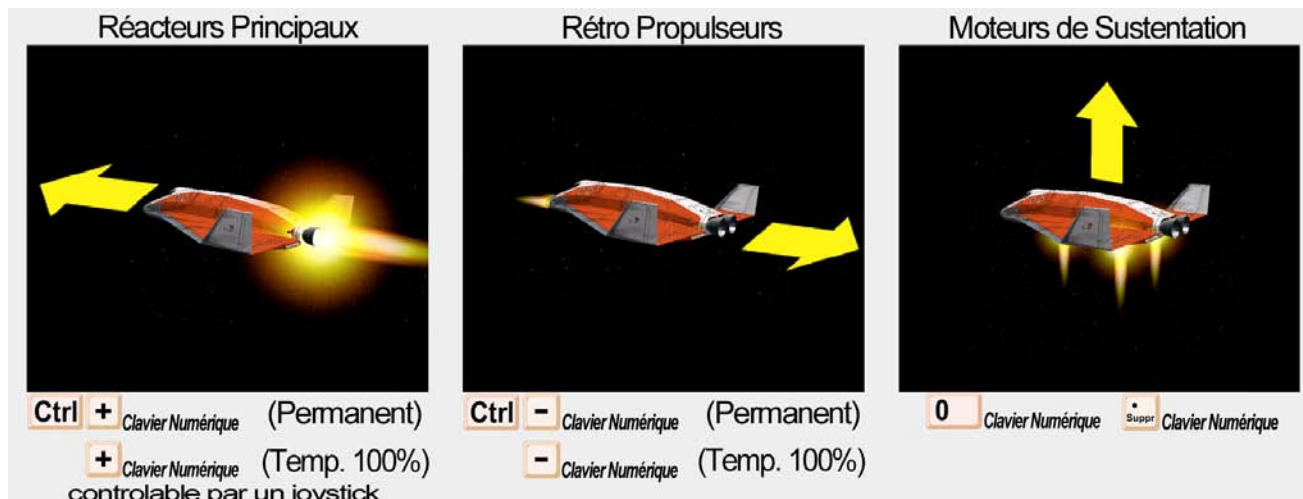 Réacteurs Principaux
Ctrl + Clavier Numérique (Permanent)
+ Clavier Numérique (Temp. 100%)
controlable par un joystick
Rétro Propulseurs
Ctrl - Clavier Numérique (Permanent)
- Clavier Numérique (Temp. 100%)
Moteurs de Sustentation
0 Clavier Numérique . Suppr Clavier Numérique